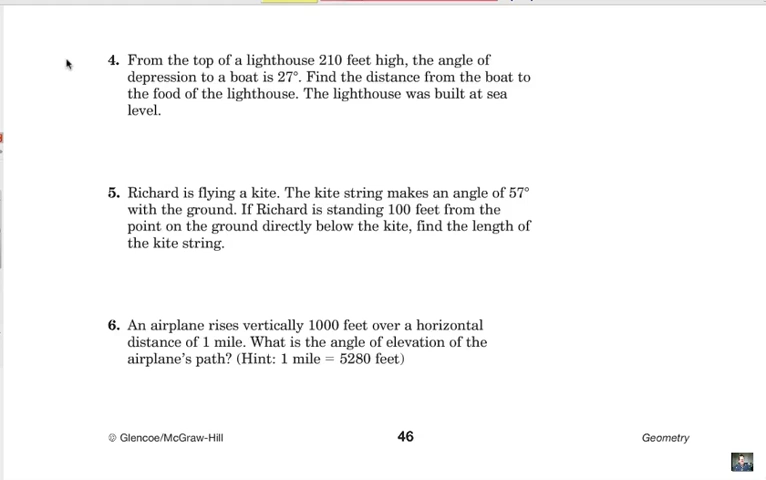 4. From the top of a lighthouse 210 feet high, the angle of
depression to a boat is 27°. Find the distance from the boat to
the food of the lighthouse. The lighthouse was built at sea
level.
5. Richard is flying a kite. The kite string makes an angle of 57°
with the ground. If Richard is standing 100 feet from the
point on the ground directly below the kite, find the length of
the kite string.
6. An airplane rises vertically 1000 feet over a horizontal
distance of 1 mile. What is the angle of elevation of the
airplane's path? (Hint: 1 mile = 5280 feet)
© Glencoe/McGraw-Hill 46 Geometry